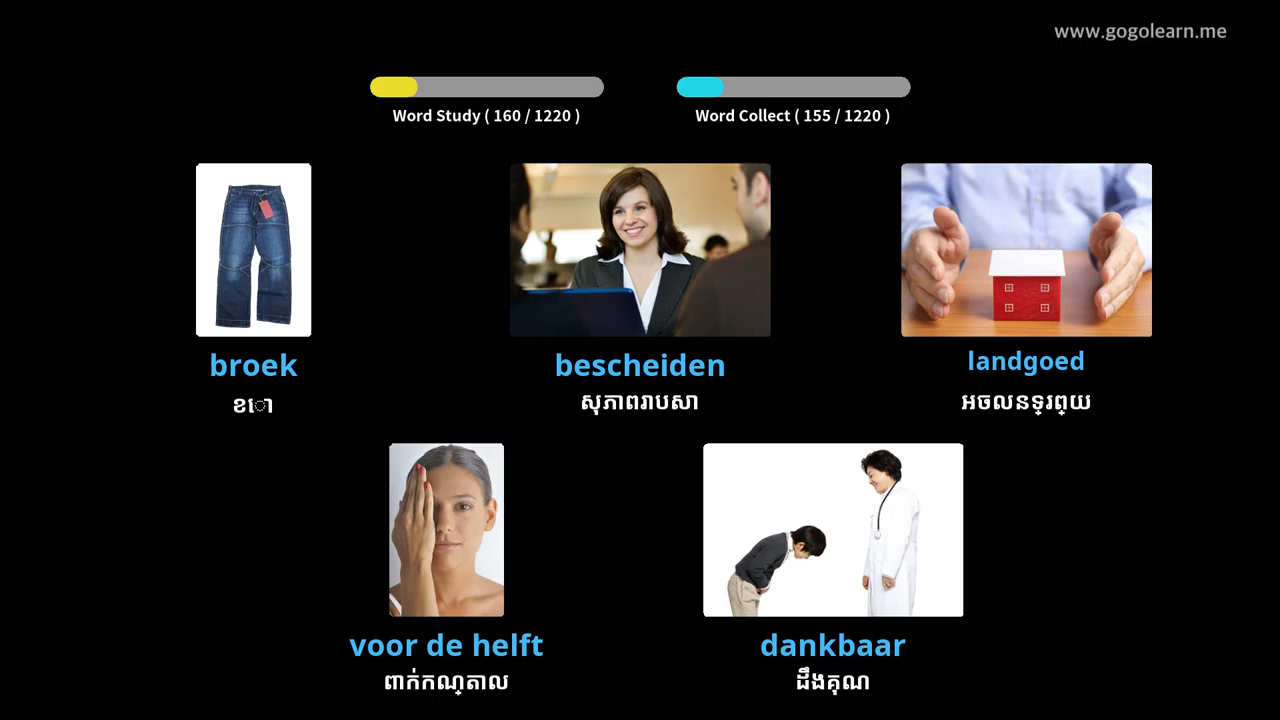 www.gogolearn.me
Word Study ( 160 / 1220 )
Word Collect ( 155 / 1220 )
broek
bescheiden
landgoed
ខោ
សុភាពរាបសា
អចលនទ្រព្យ
voor de helft
dankbaar
ពាក់កណ្តាល
ដឹងគុណ